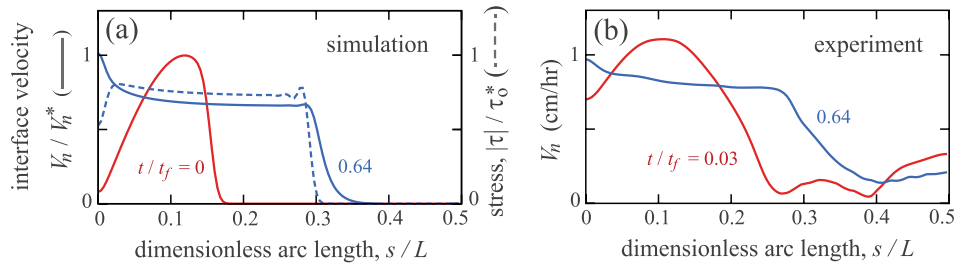 (a)
simulation
interface velocity
V_n / V_n^* (——)
1
0
t / t_f = 0
0.64
1
0
stress, |τ| / τ_o^* (-----)
0 0.1 0.2 0.3 0.4 0.5
dimensionless arc length, s / L
(b)
experiment
V_n (cm/hr)
1
0
t / t_f = 0.03
0.64
0 0.1 0.2 0.3 0.4 0.5
dimensionless arc length, s / L